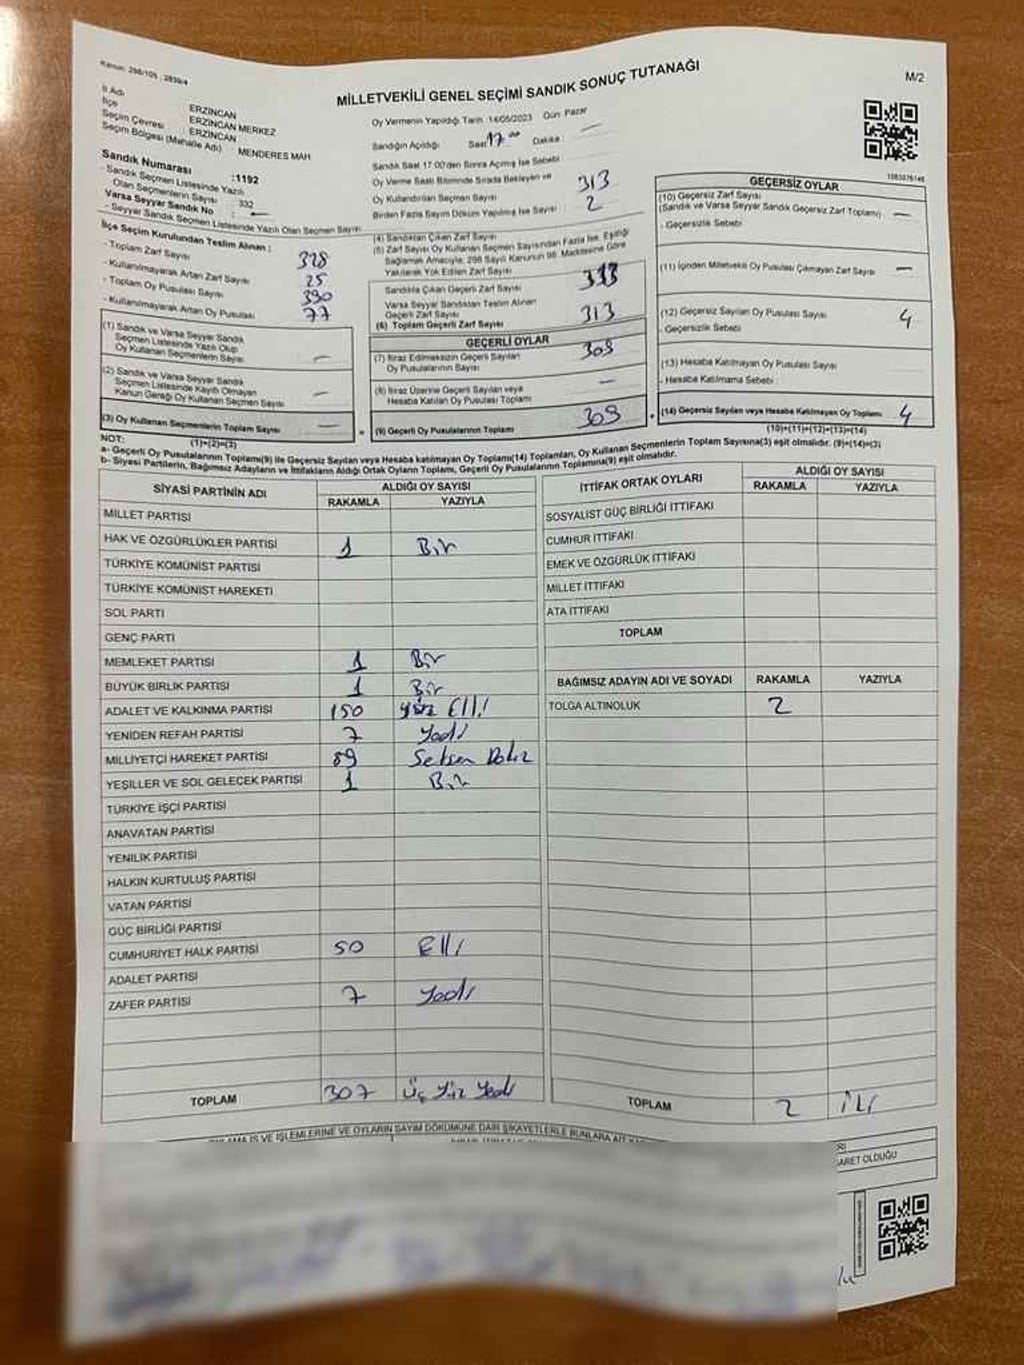 Kanun: 298/105 , 2839/4
MİLLETVEKİLİ GENEL SEÇİMİ SANDIK SONUÇ TUTANAĞI
M/2
İl Adı : ERZİNCAN
İlçe : ERZİNCAN MERKEZ
Seçim Çevresi : ERZİNCAN
Seçim Bölgesi (Mahalle Adı) : MENDERES MAH
Sandık Numarası :1192
- Sandık Seçmen Listesinde Yazılı
Olan Seçmenlerin Sayısı : 332
Varsa Seyyar Sandık No : —
- Seyyar Sandık Seçmen Listesinde Yazılı Olan Seçmen Sayısı
İlçe Seçim Kurulundan Teslim Alınan :
- Toplam Zarf Sayısı 328
- Kullanılmayarak Artan Zarf Sayısı 25
- Toplam Oy Pusulası Sayısı 390
- Kullanılmayarak Artan Oy Pusulası 77
(1) Sandık ve Varsa Seyyar Sandık
Seçmen Listesinde Yazılı Olup
Oy Kullanan Seçmenlerin Sayısı —
(2) Sandık ve Varsa Seyyar Sandık
Seçmen Listesinde Kayıtlı Olmayan
Kanun Gereği Oy Kullanan Seçmen Sayısı —
(3) Oy Kullanan Seçmenlerin Toplam Sayısı —
(1)+(2)=(3)
Oy Vermenin Yapıldığı Tarih :14/05/2023 Gün :Pazar
Sandığın Açıldığı Saat 17 00 Dakika : —
Sandık Saat 17:00'den Sonra Açılmış İse Sebebi
Oy Verme Saati Bitiminde Sırada Bekleyen ve
Oy Kullandırılan Seçmen Sayısı 313
Birden Fazla Sayım Döküm Yapılmış İse Sayısı : 2
(4) Sandıktan Çıkan Zarf Sayısı
(5) Zarf Sayısı Oy Kullanan Seçmen Sayısından Fazla İse, Eşitliği
Sağlamak Amacıyla; 298 Sayılı Kanunun 98. Maddesine Göre
Yakılarak Yok Edilen Zarf Sayısı
Sandıkta Çıkan Geçerli Zarf Sayısı 313
Varsa Seyyar Sandıktan Teslim Alınan
Geçerli Zarf Sayısı
(6) Toplam Geçerli Zarf Sayısı 313
GEÇERLİ OYLAR
(7) İtiraz Edilmeksizin Geçerli Sayılan
Oy Pusulalarının Sayısı 309
(8) İtiraz Üzerine Geçerli Sayılan veya
Hesaba Katılan Oy Pusulası Toplamı —
(9) Geçerli Oy Pusulalarının Toplamı 309
1083076146
GEÇERSİZ OYLAR
(10) Geçersiz Zarf Sayısı
(Sandık ve Varsa Seyyar Sandık Geçersiz Zarf Toplamı) —
- Geçersizlik Sebebi
(11) İçinden Milletvekili Oy Pusulası Çıkmayan Zarf Sayısı —
(12) Geçersiz Sayılan Oy Pusulası Sayısı 4
- Geçersizlik Sebebi
(13) Hesaba Katılmayan Oy Pusulası Sayısı
- Hesaba Katılmama Sebebi
(14) Geçersiz Sayılan veya Hesaba Katılmayan Oy Toplamı 4
(10)+(11)+(12)+(13)=(14)
NOT:
a- Geçerli Oy Pusulalarının Toplamı(9) ile Geçersiz Sayılan veya Hesaba katılmayan Oy Toplamı(14) Toplamları, Oy Kullanan Seçmenlerin Toplam Sayısına(3) eşit olmalıdır. (9)+(14)=(3)
b- Siyasi Partilerin, Bağımsız Adayların ve İttifakların Aldığı Ortak Oyların Toplamı, Geçerli Oy Pusulalarının Toplamına(9) eşit olmalıdır.
SİYASİ PARTİNİN ADI ALDIĞI OY SAYISI
RAKAMLA YAZIYLA
MİLLET PARTİSİ
HAK VE ÖZGÜRLÜKLER PARTİSİ 1 Bir
TÜRKİYE KOMÜNİST PARTİSİ
TÜRKİYE KOMÜNİST HAREKETİ
SOL PARTİ
GENÇ PARTİ
MEMLEKET PARTİSİ 1 Bir
BÜYÜK BİRLİK PARTİSİ 1 Bir
ADALET VE KALKINMA PARTİSİ 150 Yüz Elli
YENİDEN REFAH PARTİSİ 7 Yedi
MİLLİYETÇİ HAREKET PARTİSİ 89 Seksen Dokuz
YEŞİLLER VE SOL GELECEK PARTİSİ 1 Bir
TÜRKİYE İŞÇİ PARTİSİ
ANAVATAN PARTİSİ
YENİLİK PARTİSİ
HALKIN KURTULUŞ PARTİSİ
VATAN PARTİSİ
GÜÇ BİRLİĞİ PARTİSİ
CUMHURİYET HALK PARTİSİ 50 Elli
ADALET PARTİSİ
ZAFER PARTİSİ 7 Yedi
TOPLAM 307 Üç Yüz Yedi
İTTİFAK ORTAK OYLARI ALDIĞI OY SAYISI
RAKAMLA YAZIYLA
SOSYALİST GÜÇ BİRLİĞİ İTTİFAKI
CUMHUR İTTİFAKI
EMEK VE ÖZGÜRLÜK İTTİFAKI
MİLLET İTTİFAKI
ATA İTTİFAKI
TOPLAM
BAĞIMSIZ ADAYIN ADI VE SOYADI RAKAMLA YAZIYLA
TOLGA ALTINOLUK 2
TOPLAM 2 İki
İŞ VE İŞLEMLERİNE VE OYLARIN SAYIM DÖKÜMÜNE DAİR ŞİKAYETLERLE BUNLARA
ARET OLDUĞU